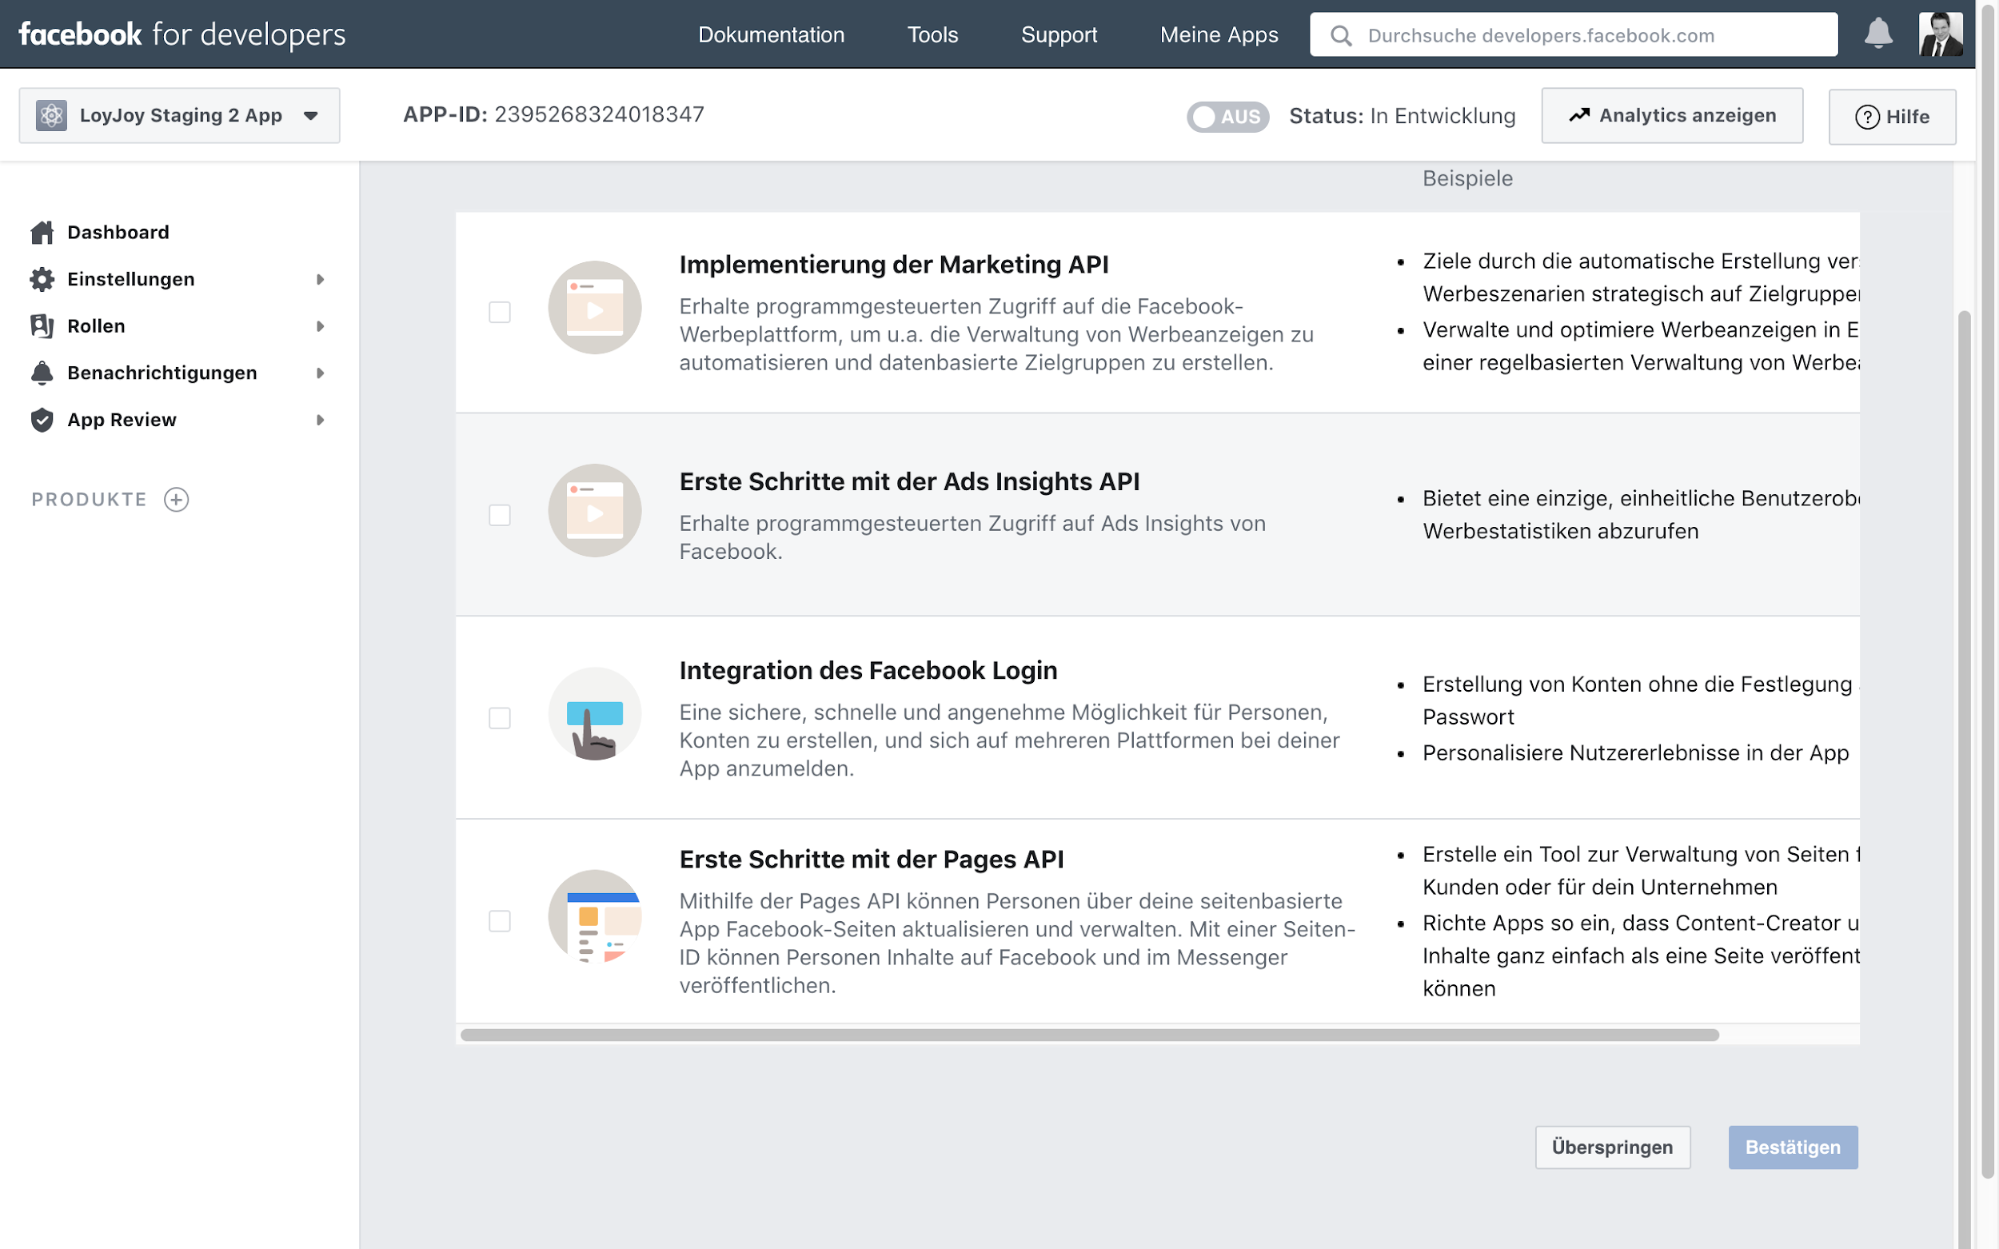 facebook for developers
Dokumentation
Tools
Support
Meine Apps
Durchsuche developers.facebook.com
LoyJoy Staging 2 App
APP-ID: 2395268324018347
AUS
Status: In Entwicklung
Analytics anzeigen
Hilfe
Dashboard
Einstellungen
Rollen
Benachrichtigungen
App Review
PRODUKTE
Beispiele
Implementierung der Marketing API
Erhalte programmgesteuerten Zugriff auf die Facebook-
Werbeplattform, um u.a. die Verwaltung von Werbeanzeigen zu
automatisieren und datenbasierte Zielgruppen zu erstellen.
• Ziele durch die automatische Erstellung ver
Werbeszenarien strategisch auf Zielgruppe
• Verwalte und optimiere Werbeanzeigen in E
einer regelbasierten Verwaltung von Werbe
Erste Schritte mit der Ads Insights API
Erhalte programmgesteuerten Zugriff auf Ads Insights von
Facebook.
• Bietet eine einzige, einheitliche Benutzerob
Werbestatistiken abzurufen
Integration des Facebook Login
Eine sichere, schnelle und angenehme Möglichkeit für Personen,
Konten zu erstellen, und sich auf mehreren Plattformen bei deiner
App anzumelden.
• Erstellung von Konten ohne die Festlegung
Passwort
• Personalisiere Nutzererlebnisse in der App
Erste Schritte mit der Pages API
Mithilfe der Pages API können Personen über deine seitenbasierte
App Facebook-Seiten aktualisieren und verwalten. Mit einer Seiten-
ID können Personen Inhalte auf Facebook und im Messenger
veröffentlichen.
• Erstelle ein Tool zur Verwaltung von Seiten f
Kunden oder für dein Unternehmen
• Richte Apps so ein, dass Content-Creator u
Inhalte ganz einfach als eine Seite veröffent
können
Überspringen
Bestätigen